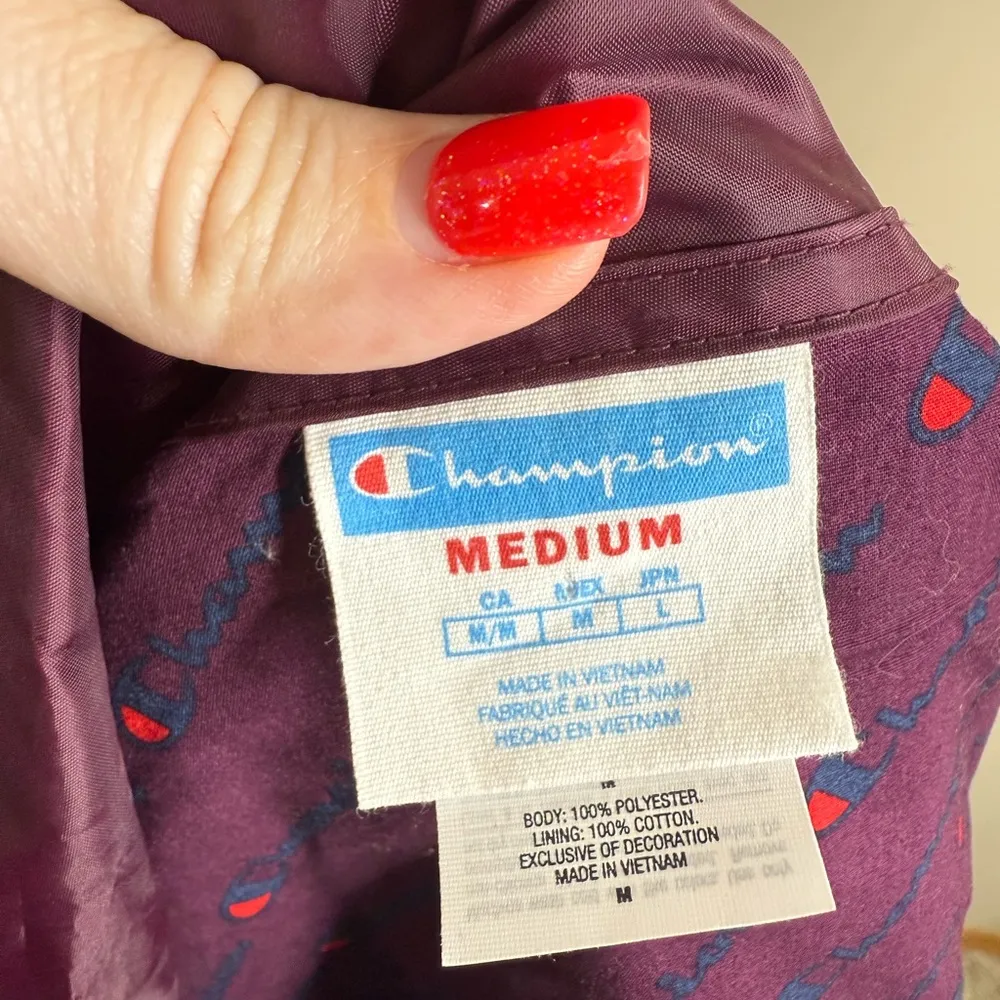 Champion®
MEDIUM
CA MEX JPN
M/M M L
MADE IN VIETNAM
FABRIQUÉ AU VIÊT-NAM
HECHO EN VIETNAM
M
BODY: 100% POLYESTER.
LINING: 100% COTTON.
EXCLUSIVE OF DECORATION
MADE IN VIETNAM
M
Champion